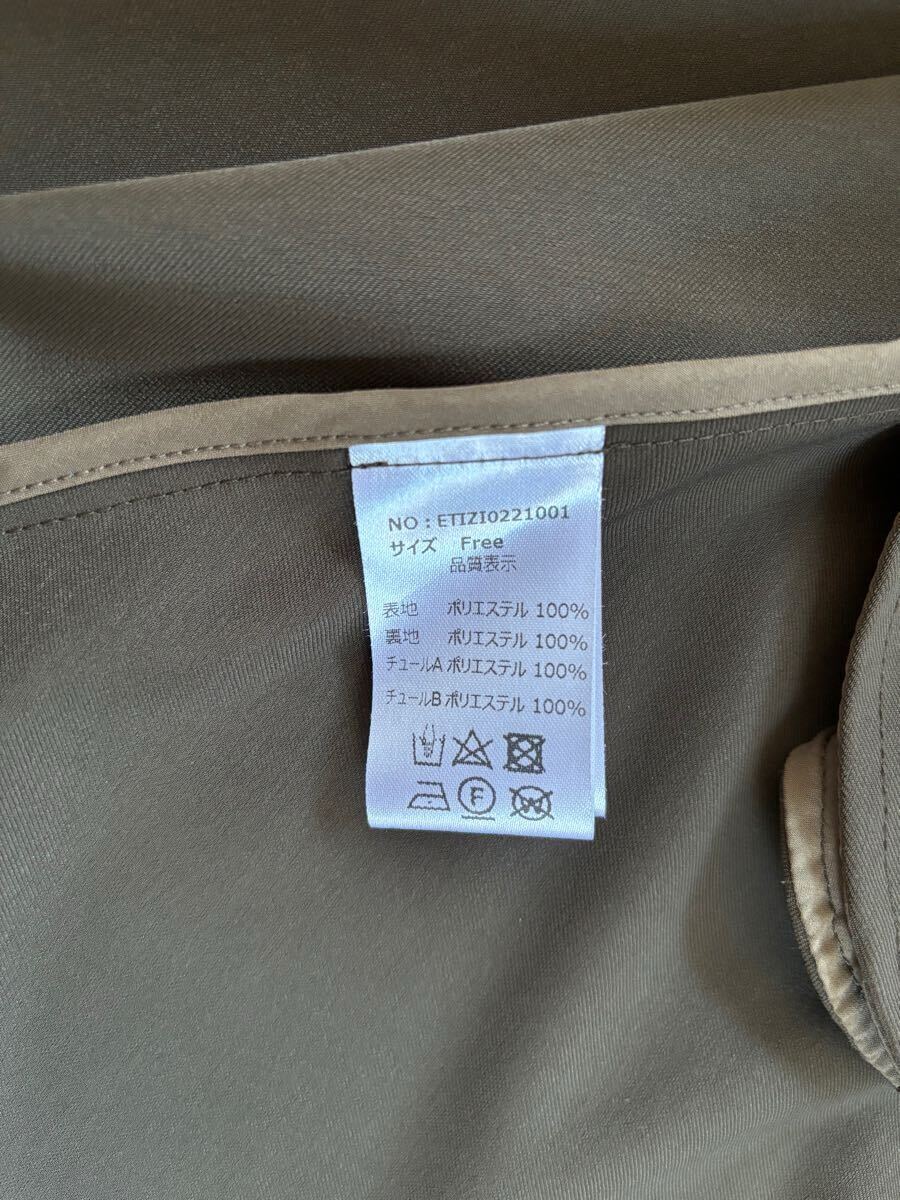 NO : ETIZI0221001
サイズ Free
品質表示
表地 ポリエステル 100%
裏地 ポリエステル 100%
チュールA ポリエステル 100%
チュールB ポリエステル 100%
F W